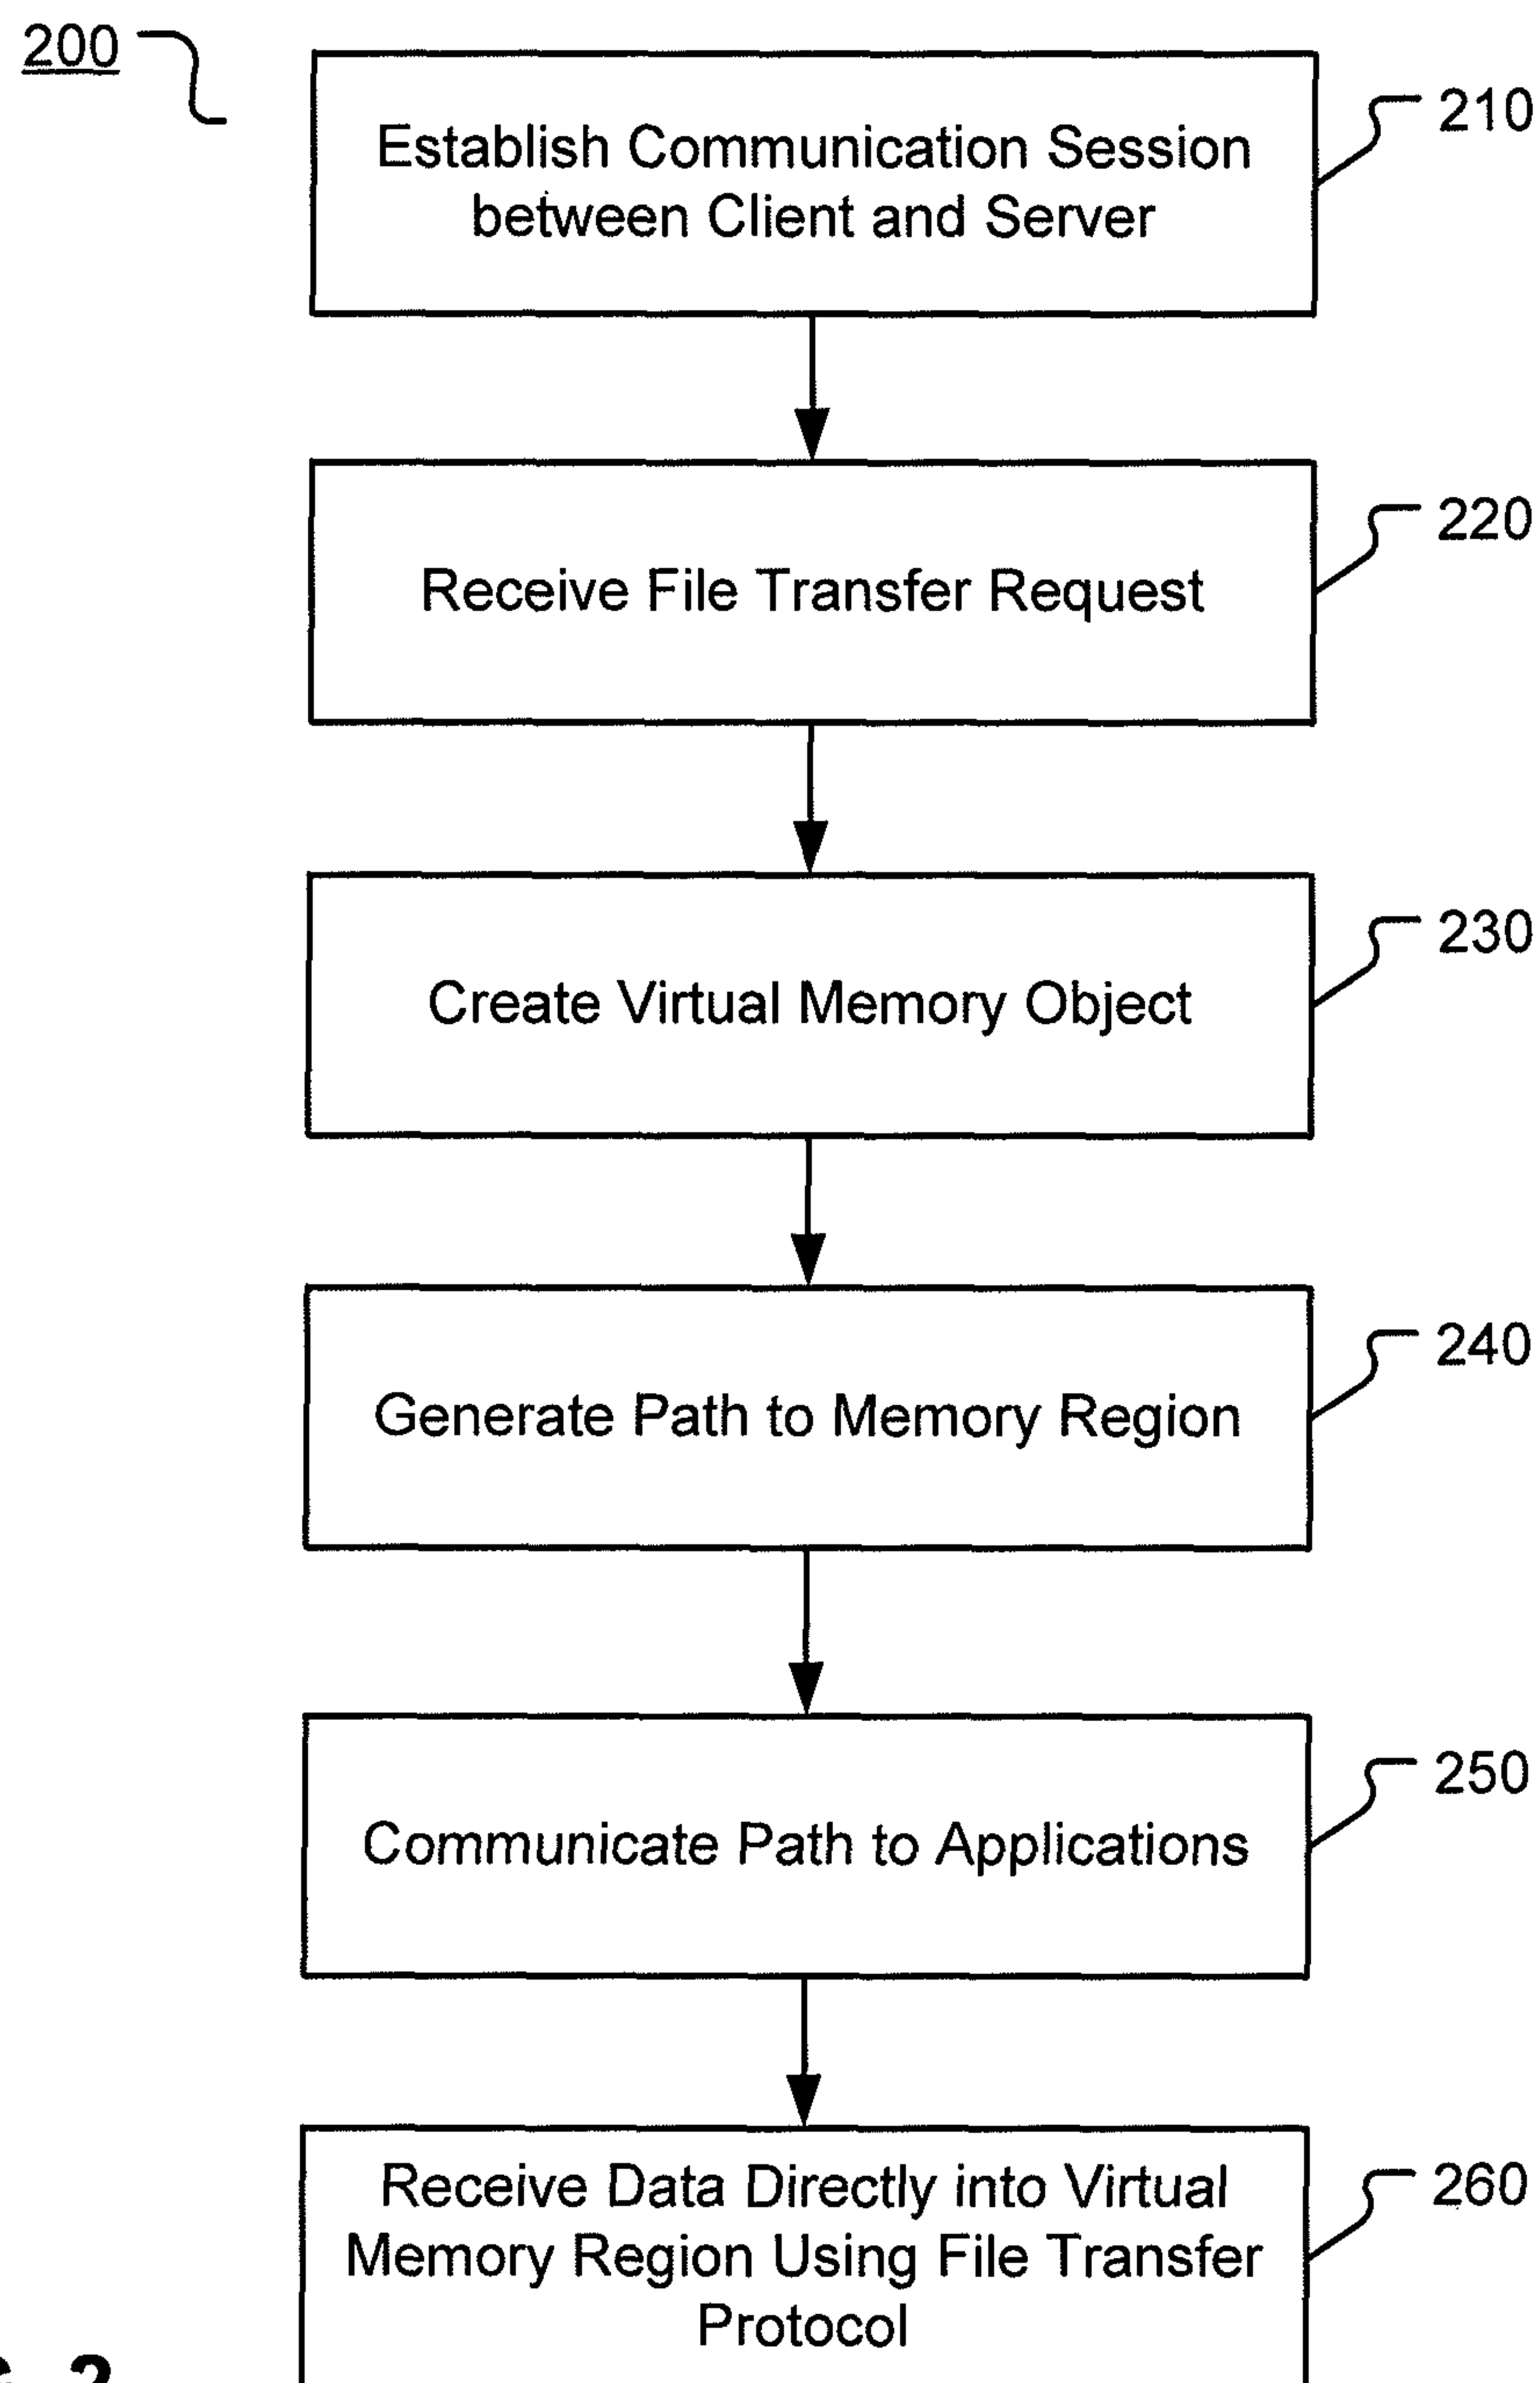 200
Establish Communication Session
between Client and Server
210
Receive File Transfer Request
220
Create Virtual Memory Object
230
Generate Path to Memory Region
240
Communicate Path to Applications
250
Receive Data Directly into Virtual
Memory Region Using File Transfer
Protocol
260
2